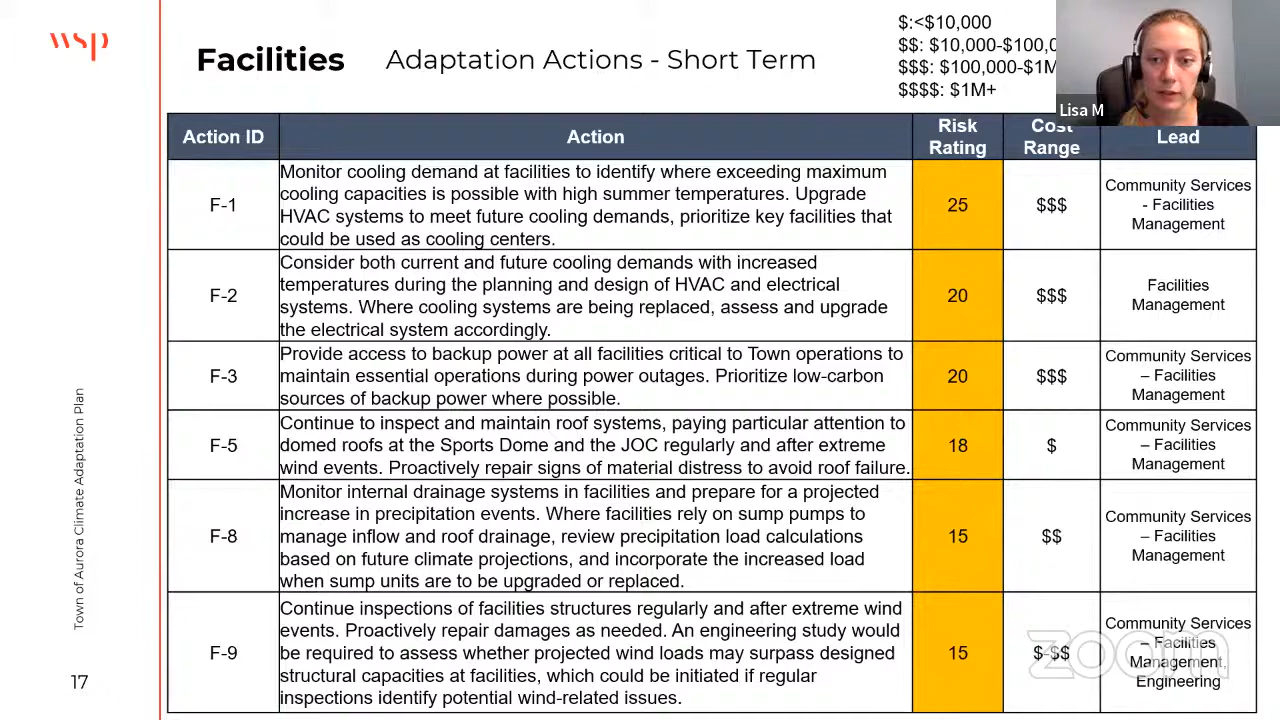 wsp
Facilities
Adaptation Actions - Short Term
$:<$10,000
$$: $10,000-$100,0
$$$: $100,000-$1M
$$$$: $1M+
Lisa M
Action ID
Action
Risk
Rating
Cost
Range
Lead
F-1
Monitor cooling demand at facilities to identify where exceeding maximum
cooling capacities is possible with high summer temperatures. Upgrade
HVAC systems to meet future cooling demands, prioritize key facilities that
could be used as cooling centers.
25
$$$
Community Services
- Facilities
Management
F-2
Consider both current and future cooling demands with increased
temperatures during the planning and design of HVAC and electrical
systems. Where cooling systems are being replaced, assess and upgrade
the electrical system accordingly.
20
$$$
Facilities
Management
F-3
Provide access to backup power at all facilities critical to Town operations to
maintain essential operations during power outages. Prioritize low-carbon
sources of backup power where possible.
20
$$$
Community Services
– Facilities
Management
F-5
Continue to inspect and maintain roof systems, paying particular attention to
domed roofs at the Sports Dome and the JOC regularly and after extreme
wind events. Proactively repair signs of material distress to avoid roof failure.
18
$
Community Services
– Facilities
Management
F-8
Monitor internal drainage systems in facilities and prepare for a projected
increase in precipitation events. Where facilities rely on sump pumps to
manage inflow and roof drainage, review precipitation load calculations
based on future climate projections, and incorporate the increased load
when sump units are to be upgraded or replaced.
15
$$
Community Services
– Facilities
Management
F-9
Continue inspections of facilities structures regularly and after extreme wind
events. Proactively repair damages as needed. An engineering study would
be required to assess whether projected wind loads may surpass designed
structural capacities at facilities, which could be initiated if regular
inspections identify potential wind-related issues.
15
$-$$
Community Services
– Facilities
Management,
Engineering
zoom
Town of Aurora Climate Adaptation Plan
17